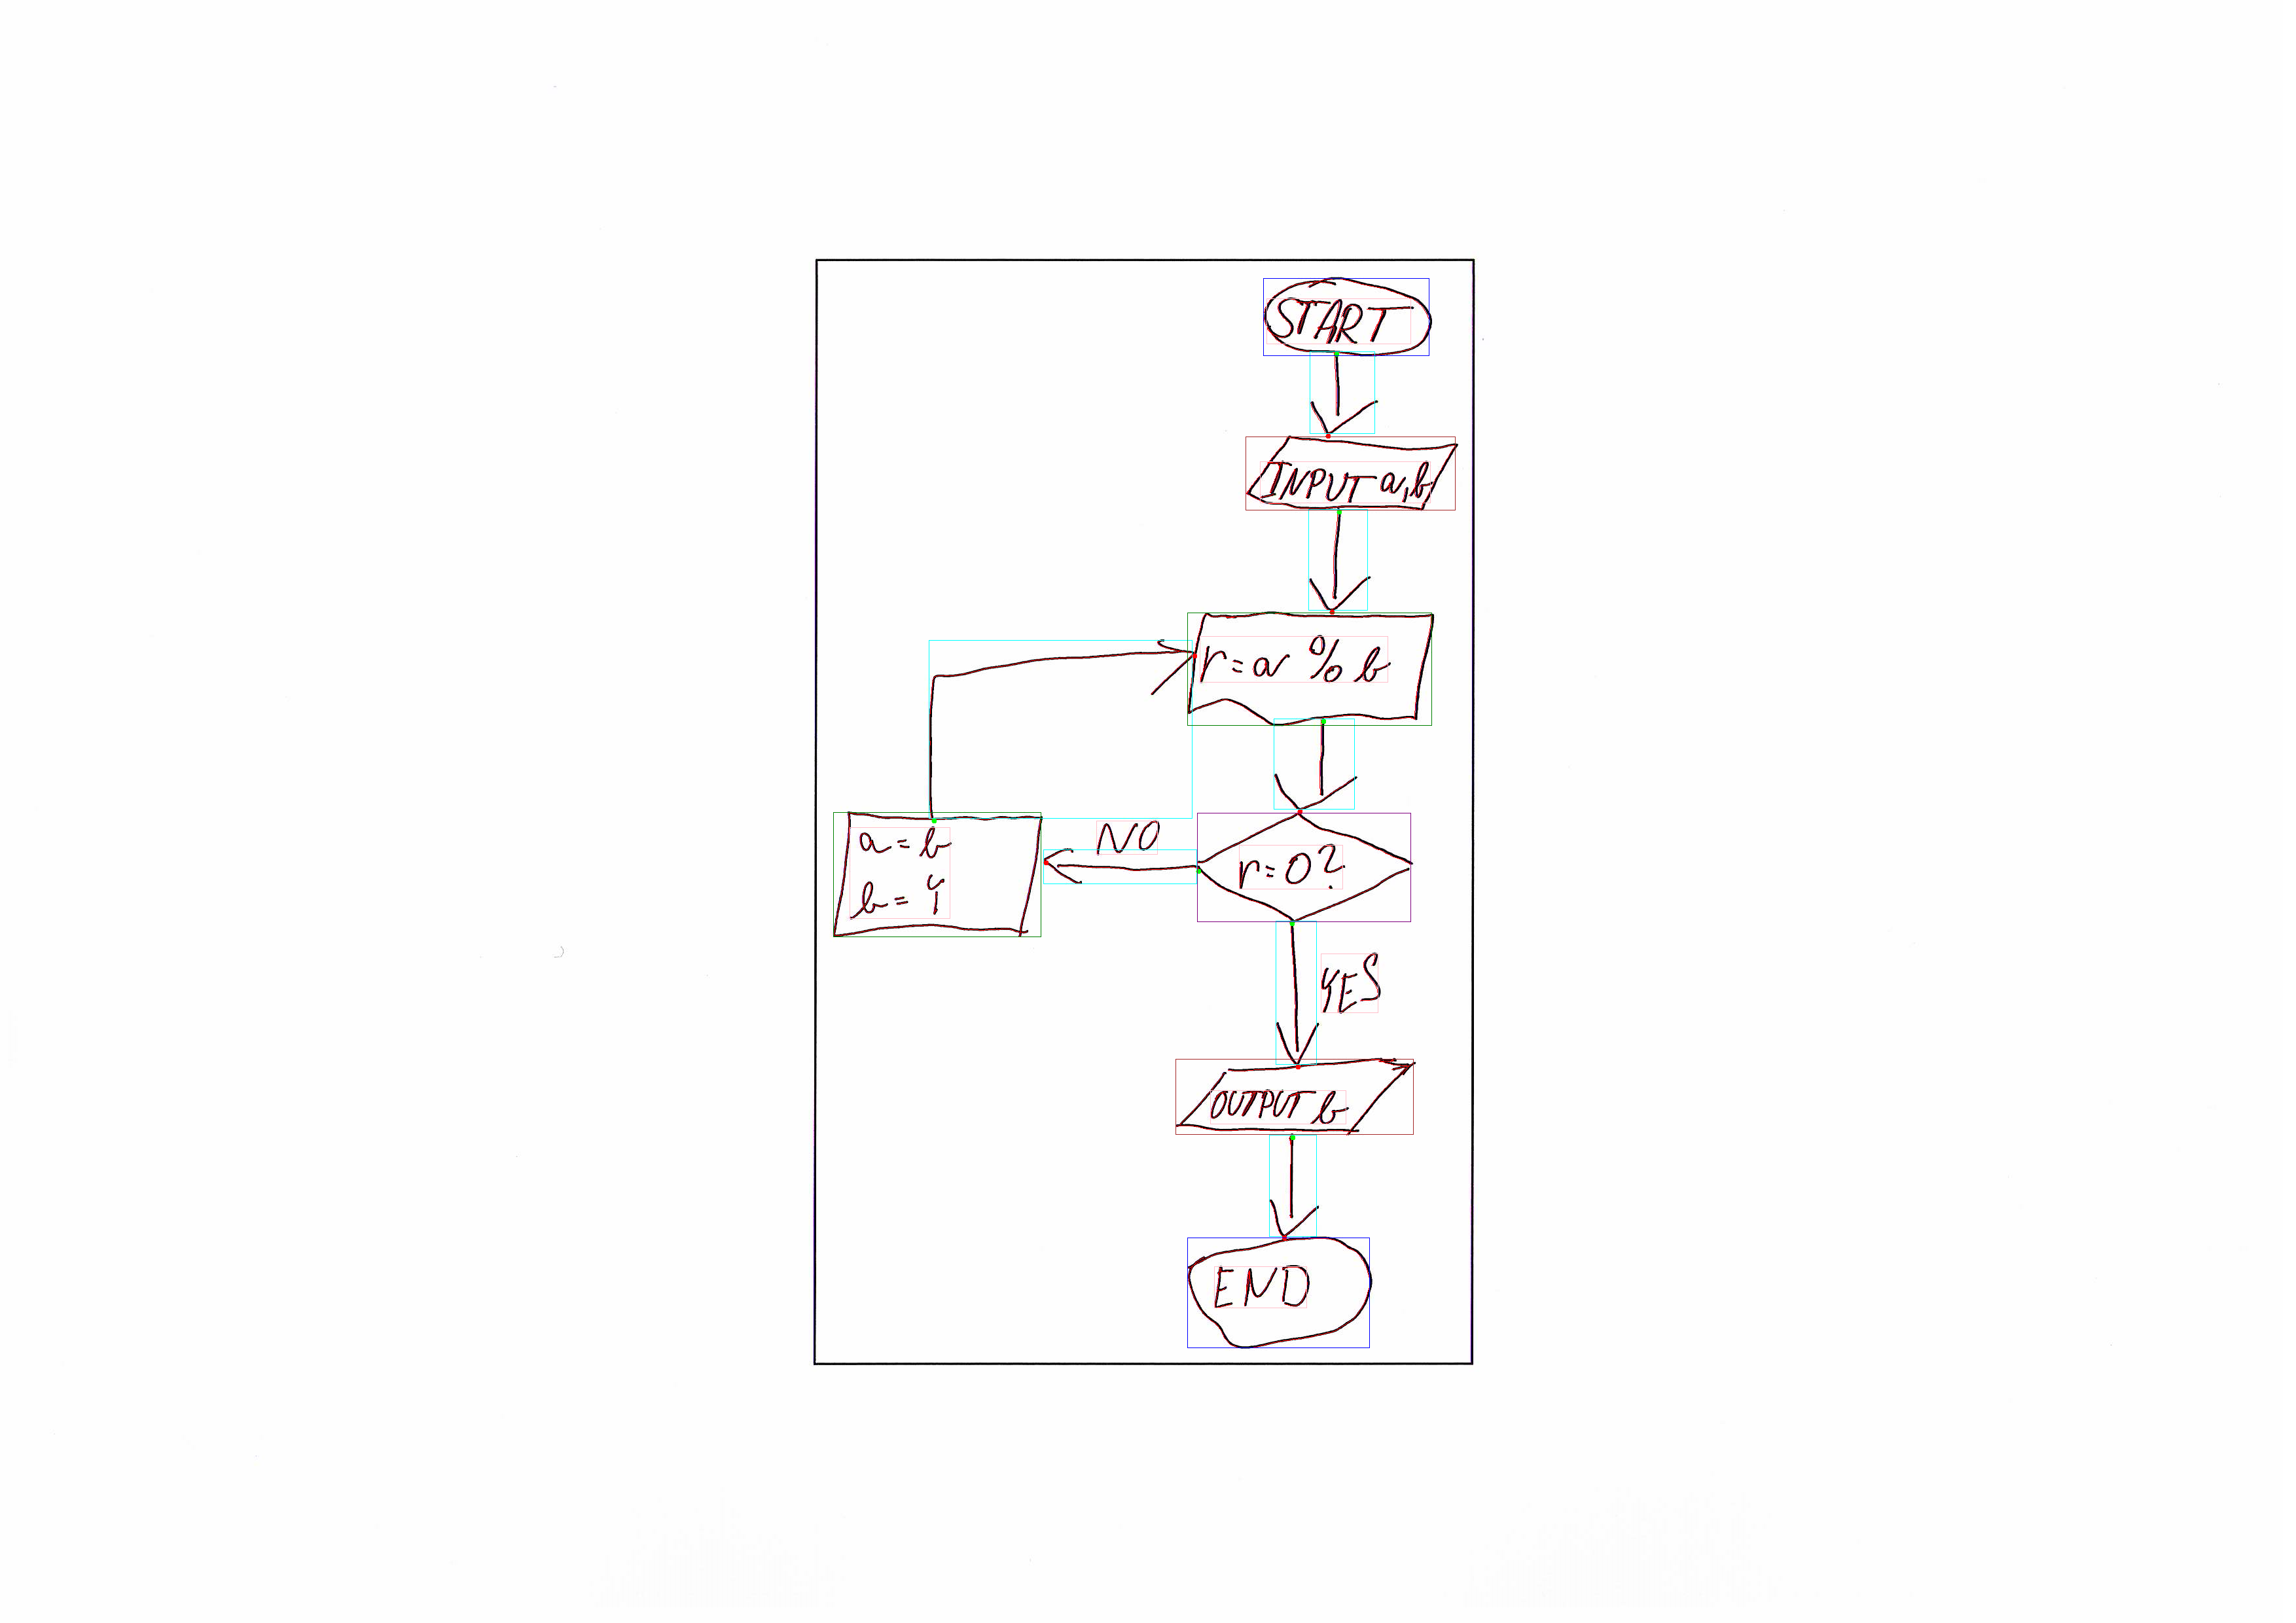 START
INPUT a,b
r=a % b
NO
a=b
r=0?
b=r
YES
OUTPUT b
END